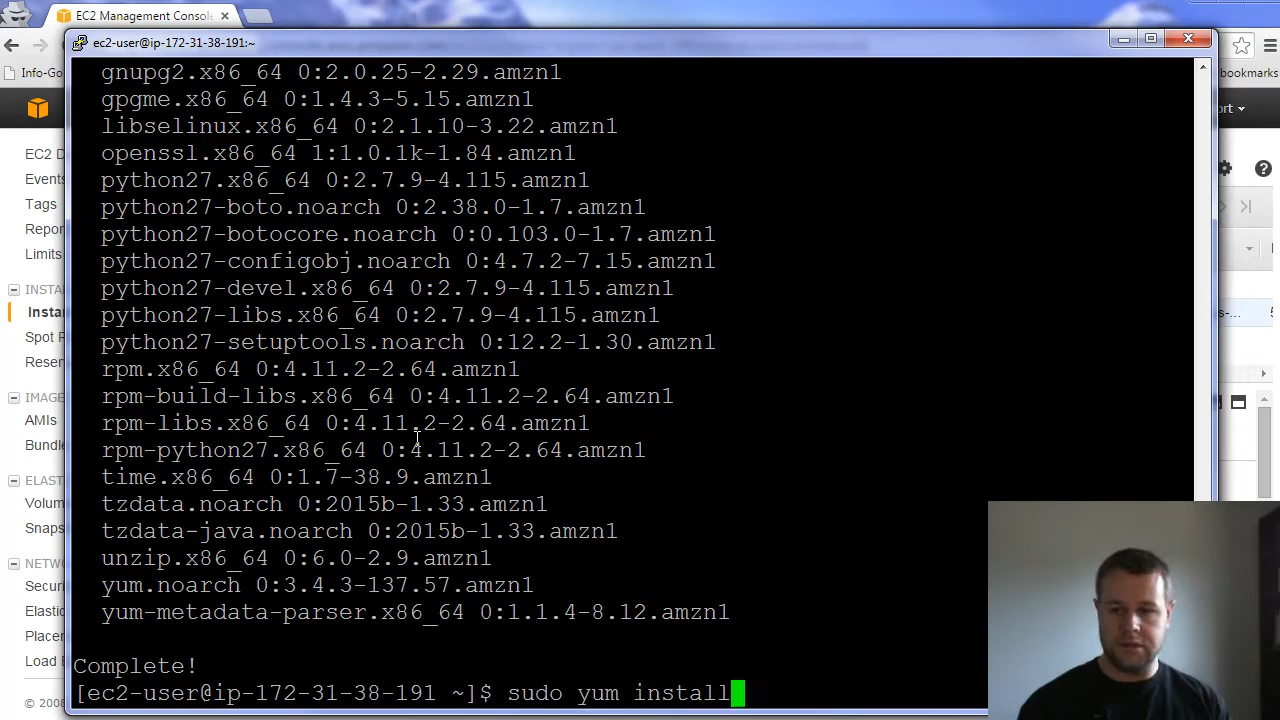 EC2 Management Consol
ec2-user@ip-172-31-38-191:~
Info-Go
bookmarks
gnupg2.x86_64 0:2.0.25-2.29.amzn1
gpgme.x86_64 0:1.4.3-5.15.amzn1
libselinux.x86_64 0:2.1.10-3.22.amzn1
openssl.x86_64 1:1.0.1k-1.84.amzn1
python27.x86_64 0:2.7.9-4.115.amzn1
python27-boto.noarch 0:2.38.0-1.7.amzn1
python27-botocore.noarch 0:0.103.0-1.7.amzn1
python27-configobj.noarch 0:4.7.2-7.15.amzn1
python27-devel.x86_64 0:2.7.9-4.115.amzn1
python27-libs.x86_64 0:2.7.9-4.115.amzn1
python27-setuptools.noarch 0:12.2-1.30.amzn1
rpm.x86_64 0:4.11.2-2.64.amzn1
rpm-build-libs.x86_64 0:4.11.2-2.64.amzn1
rpm-libs.x86_64 0:4.11.2-2.64.amzn1
rpm-python27.x86_64 0:4.11.2-2.64.amzn1
time.x86_64 0:1.7-38.9.amzn1
tzdata.noarch 0:2015b-1.33.amzn1
tzdata-java.noarch 0:2015b-1.33.amzn1
unzip.x86_64 0:6.0-2.9.amzn1
yum.noarch 0:3.4.3-137.57.amzn1
yum-metadata-parser.x86_64 0:1.1.4-8.12.amzn1
Complete!
[ec2-user@ip-172-31-38-191 ~]$ sudo yum install
EC2 D
Events
Tags
Repor
Limits
INSTAN
Instan
Spot R
Reser
IMAGE
AMIs
Bundle
ELAST
Volum
Snaps
NETW
Securi
Elastic
Placem
Load B
© 2008
ort
s-...